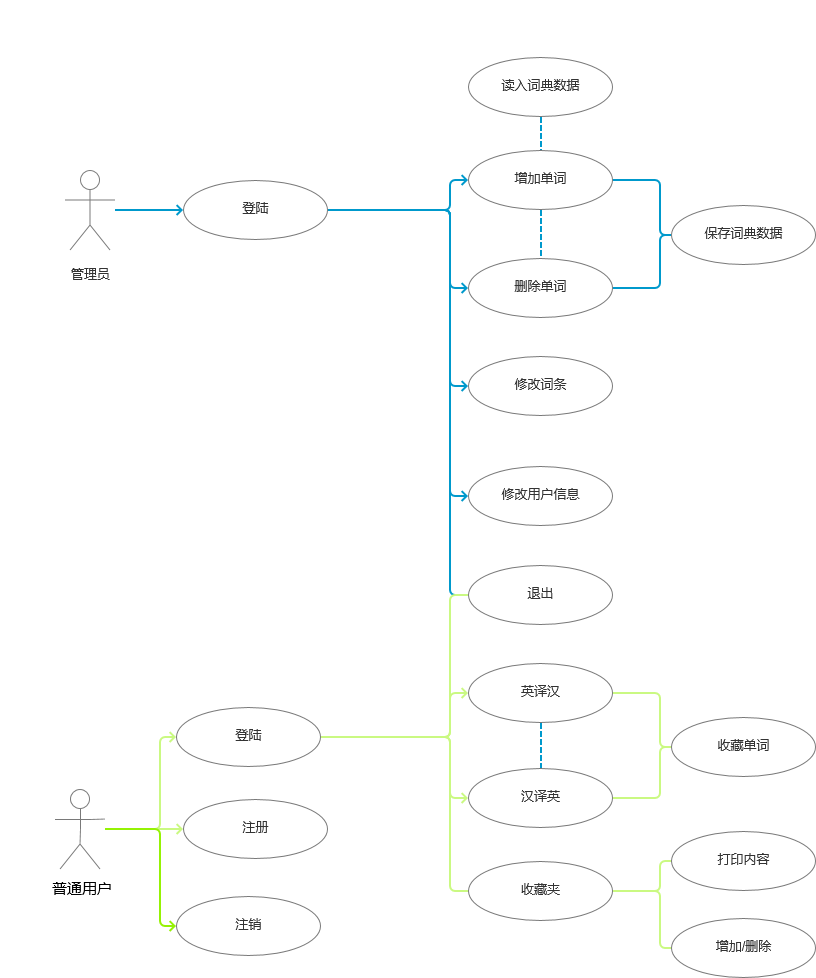 读入词典数据
增加单词
登陆
保存词典数据
管理员
删除单词
修改词条
修改用户信息
退出
英译汉
登陆
收藏单词
汉译英
注册
打印内容
普通用户
收藏夹
注销
增加/删除